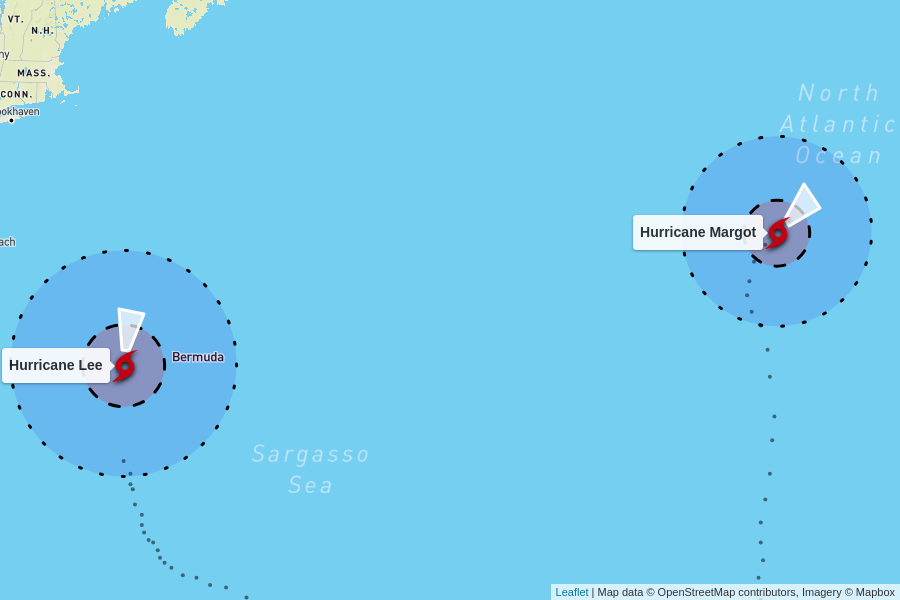 VT.
N.H.
ny
MASS.
CONN.
ookhaven
North
Atlantic
Ocean
Hurricane Margot
ach
Bermuda
Hurricane Lee
Sargasso
Sea
Leaflet | Map data © OpenStreetMap contributors, Imagery © Mapbox